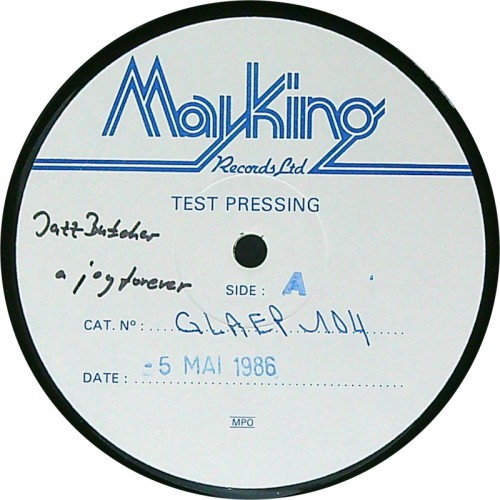 Mayking
Records Ltd
TEST PRESSING
Jazz Butcher
a joy forever
SIDE : A
CAT. Nº : GLAEP 104
DATE : -5 MAI 1986
MPO